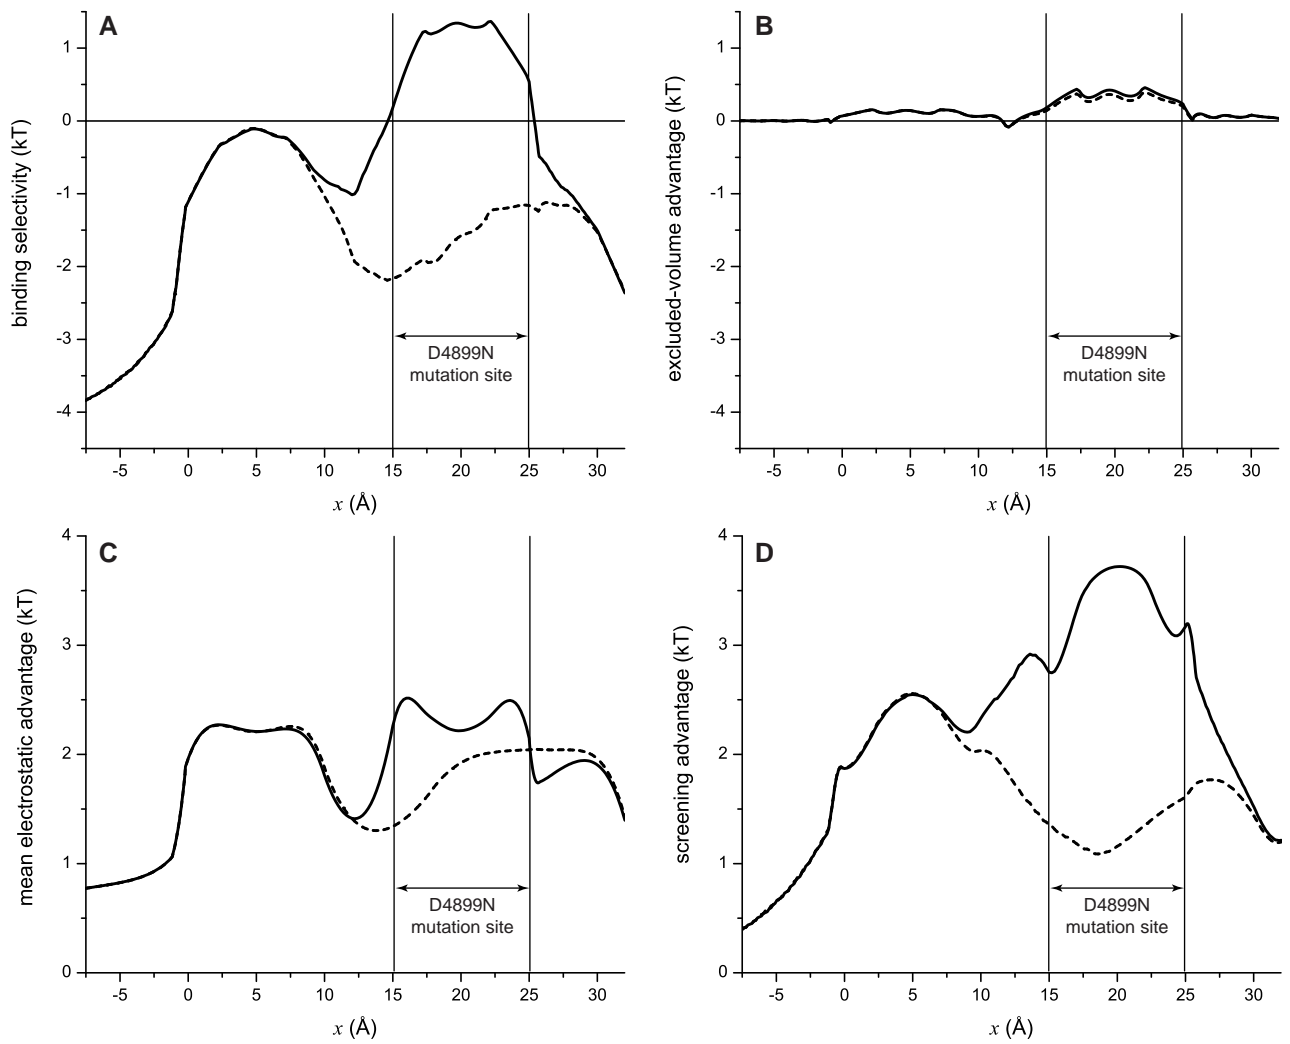 A
binding selectivity (kT)
1
0
-1
-2
-3
-4
D4899N
mutation site
-5 0 5 10 15 20 25 30
x (Å)
B
excluded-volume advantage (kT)
1
0
-1
-2
-3
-4
D4899N
mutation site
-5 0 5 10 15 20 25 30
x (Å)
C
mean electrostatic advantage (kT)
4
3
2
1
0
D4899N
mutation site
-5 0 5 10 15 20 25 30
x (Å)
D
screening advantage (kT)
4
3
2
1
0
D4899N
mutation site
-5 0 5 10 15 20 25 30
x (Å)